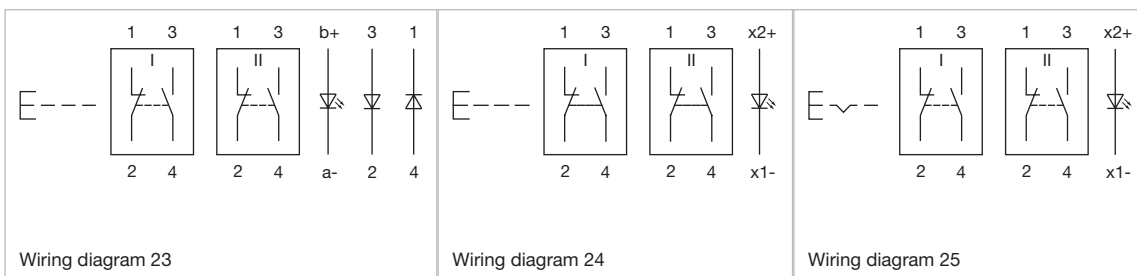 1 3 1 3 b+ 3 1
I II
2 4 2 4 a- 2 4
Wiring diagram 23
1 3 1 3 x2+
I II
2 4 2 4 x1-
Wiring diagram 24
1 3 1 3 x2+
I II
2 4 2 4 x1-
Wiring diagram 25